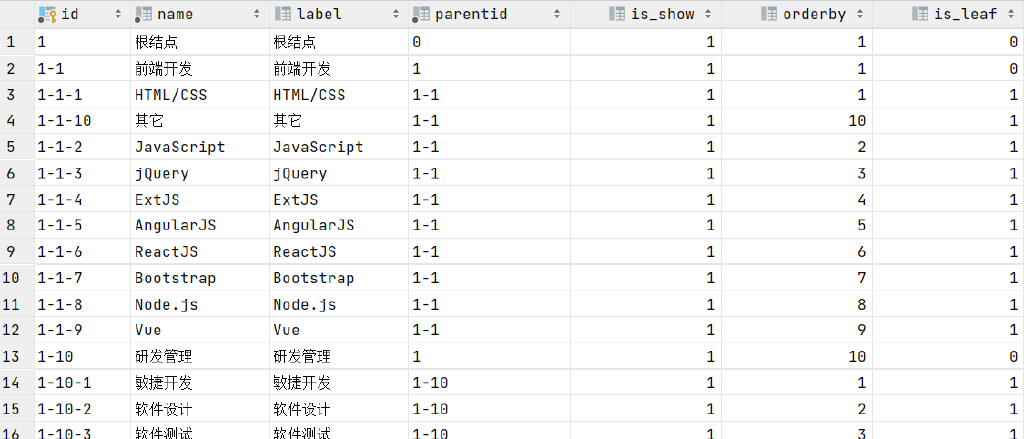 id name label parentid is_show orderby is_leaf
1 1 根结点 根结点 0 1 1 0
2 1-1 前端开发 前端开发 1 1 1 0
3 1-1-1 HTML/CSS HTML/CSS 1-1 1 1 1
4 1-1-10 其它 其它 1-1 1 10 1
5 1-1-2 JavaScript JavaScript 1-1 1 2 1
6 1-1-3 jQuery jQuery 1-1 1 3 1
7 1-1-4 ExtJS ExtJS 1-1 1 4 1
8 1-1-5 AngularJS AngularJS 1-1 1 5 1
9 1-1-6 ReactJS ReactJS 1-1 1 6 1
10 1-1-7 Bootstrap Bootstrap 1-1 1 7 1
11 1-1-8 Node.js Node.js 1-1 1 8 1
12 1-1-9 Vue Vue 1-1 1 9 1
13 1-10 研发管理 研发管理 1 1 10 0
14 1-10-1 敏捷开发 敏捷开发 1-10 1 1 1
15 1-10-2 软件设计 软件设计 1-10 1 2 1
16 1-10-3 软件测试 软件测试 1-10 1 3 1